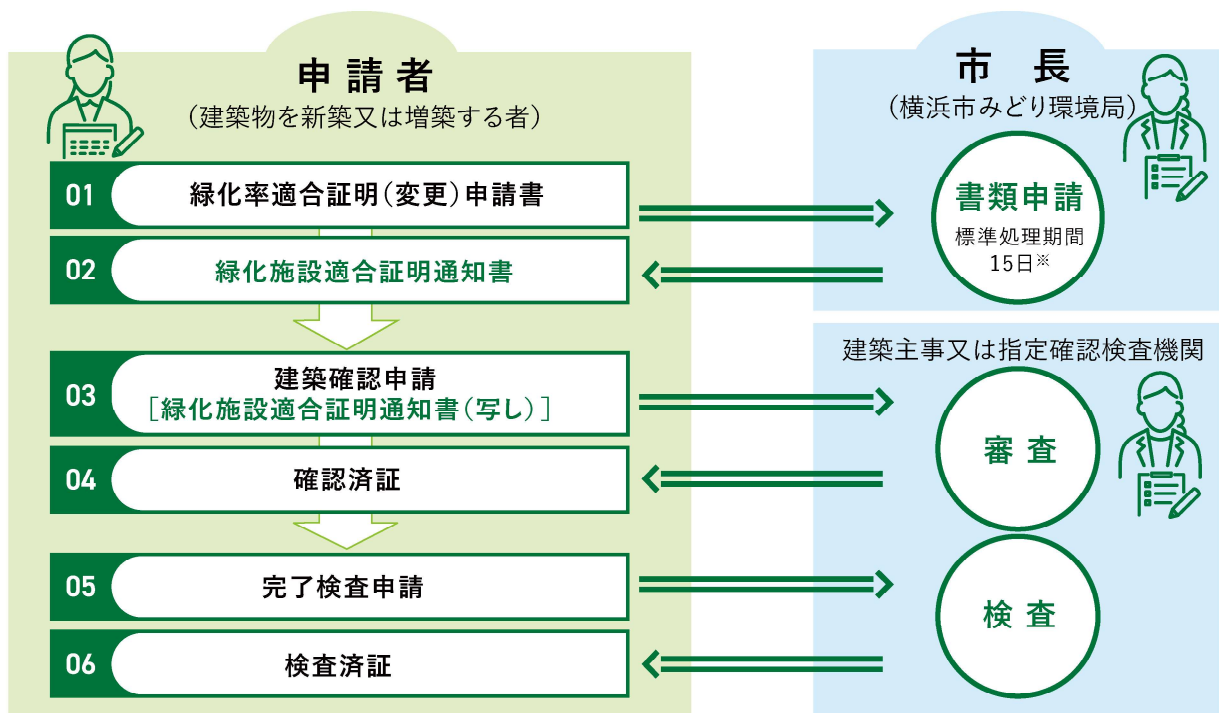 申請者
（建築物を新築又は増築する者）
市長
（横浜市みどり環境局）
01
緑化率適合証明（変更）申請書
書類申請
標準処理期間
15日※
02
緑化施設適合証明通知書
建築主事又は指定確認検査機関
03
建築確認申請
［緑化施設適合証明通知書（写し）］
審査
04
確認済証
05
完了検査申請
検査
06
検査済証